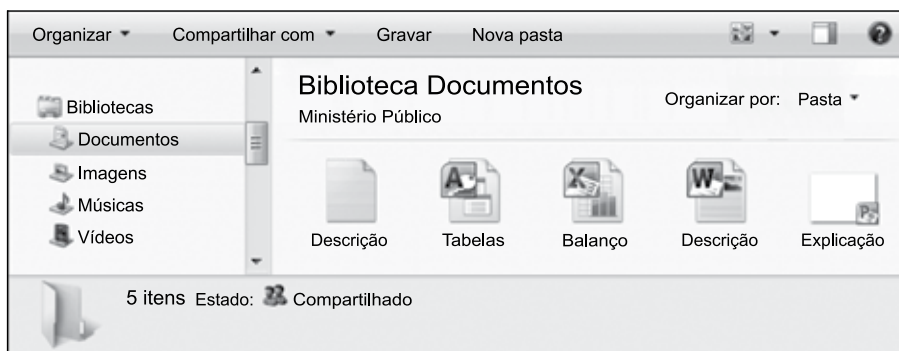 Organizar Compartilhar com Gravar Nova pasta
Bibliotecas
Documentos
Imagens
Músicas
Vídeos
Biblioteca Documentos
Ministério Público
Organizar por: Pasta
Descrição Tabelas Balanço Descrição Explicação
5 itens Estado: Compartilhado